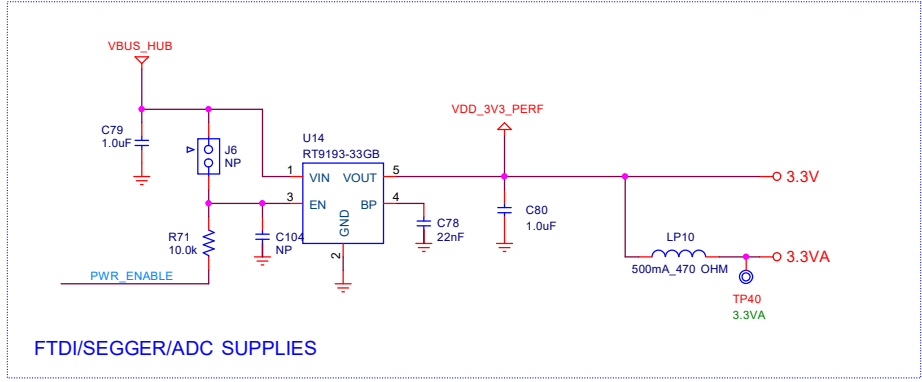 VBUS_HUB
VDD_3V3_PERF
C79
1.0uF
J6
NP
U14
RT9193-33GB
1
VIN
VOUT
5
3.3V
3
EN
BP
4
GND
2
C104
NP
C78
22nF
C80
1.0uF
R71
10.0k
LP10
500mA_470 OHM
3.3VA
PWR_ENABLE
TP40
3.3VA
FTDI/SEGGER/ADC SUPPLIES